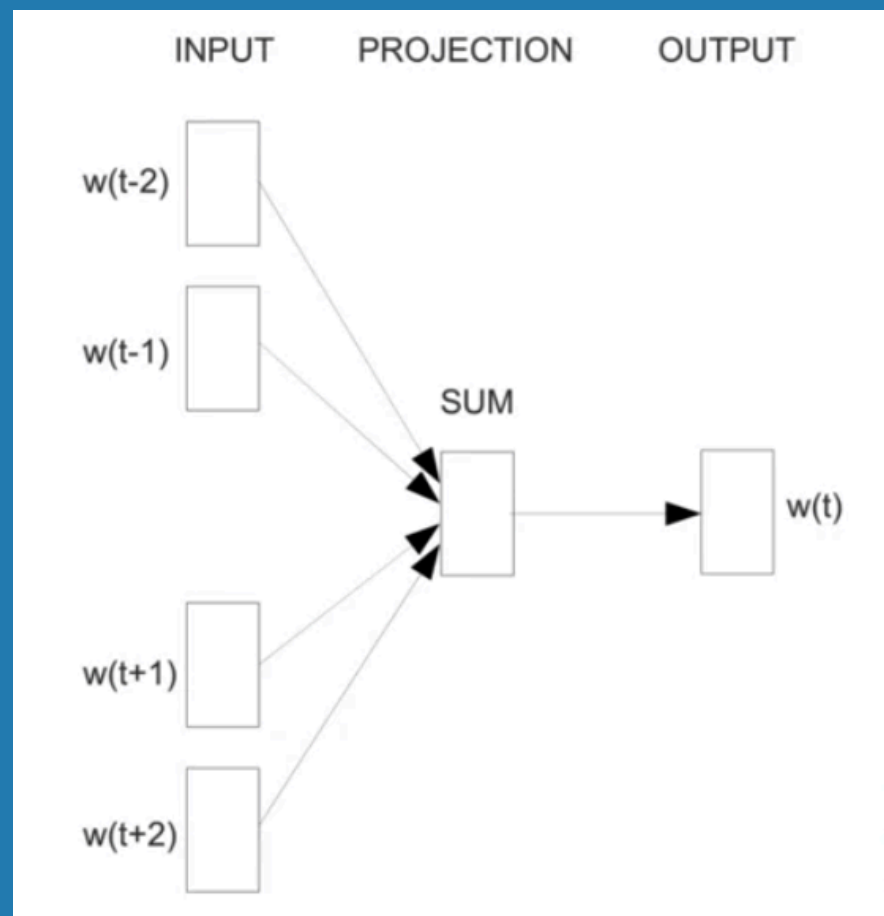 INPUT PROJECTION OUTPUT
w(t-2)
w(t-1)
SUM
w(t)
w(t+1)
w(t+2)